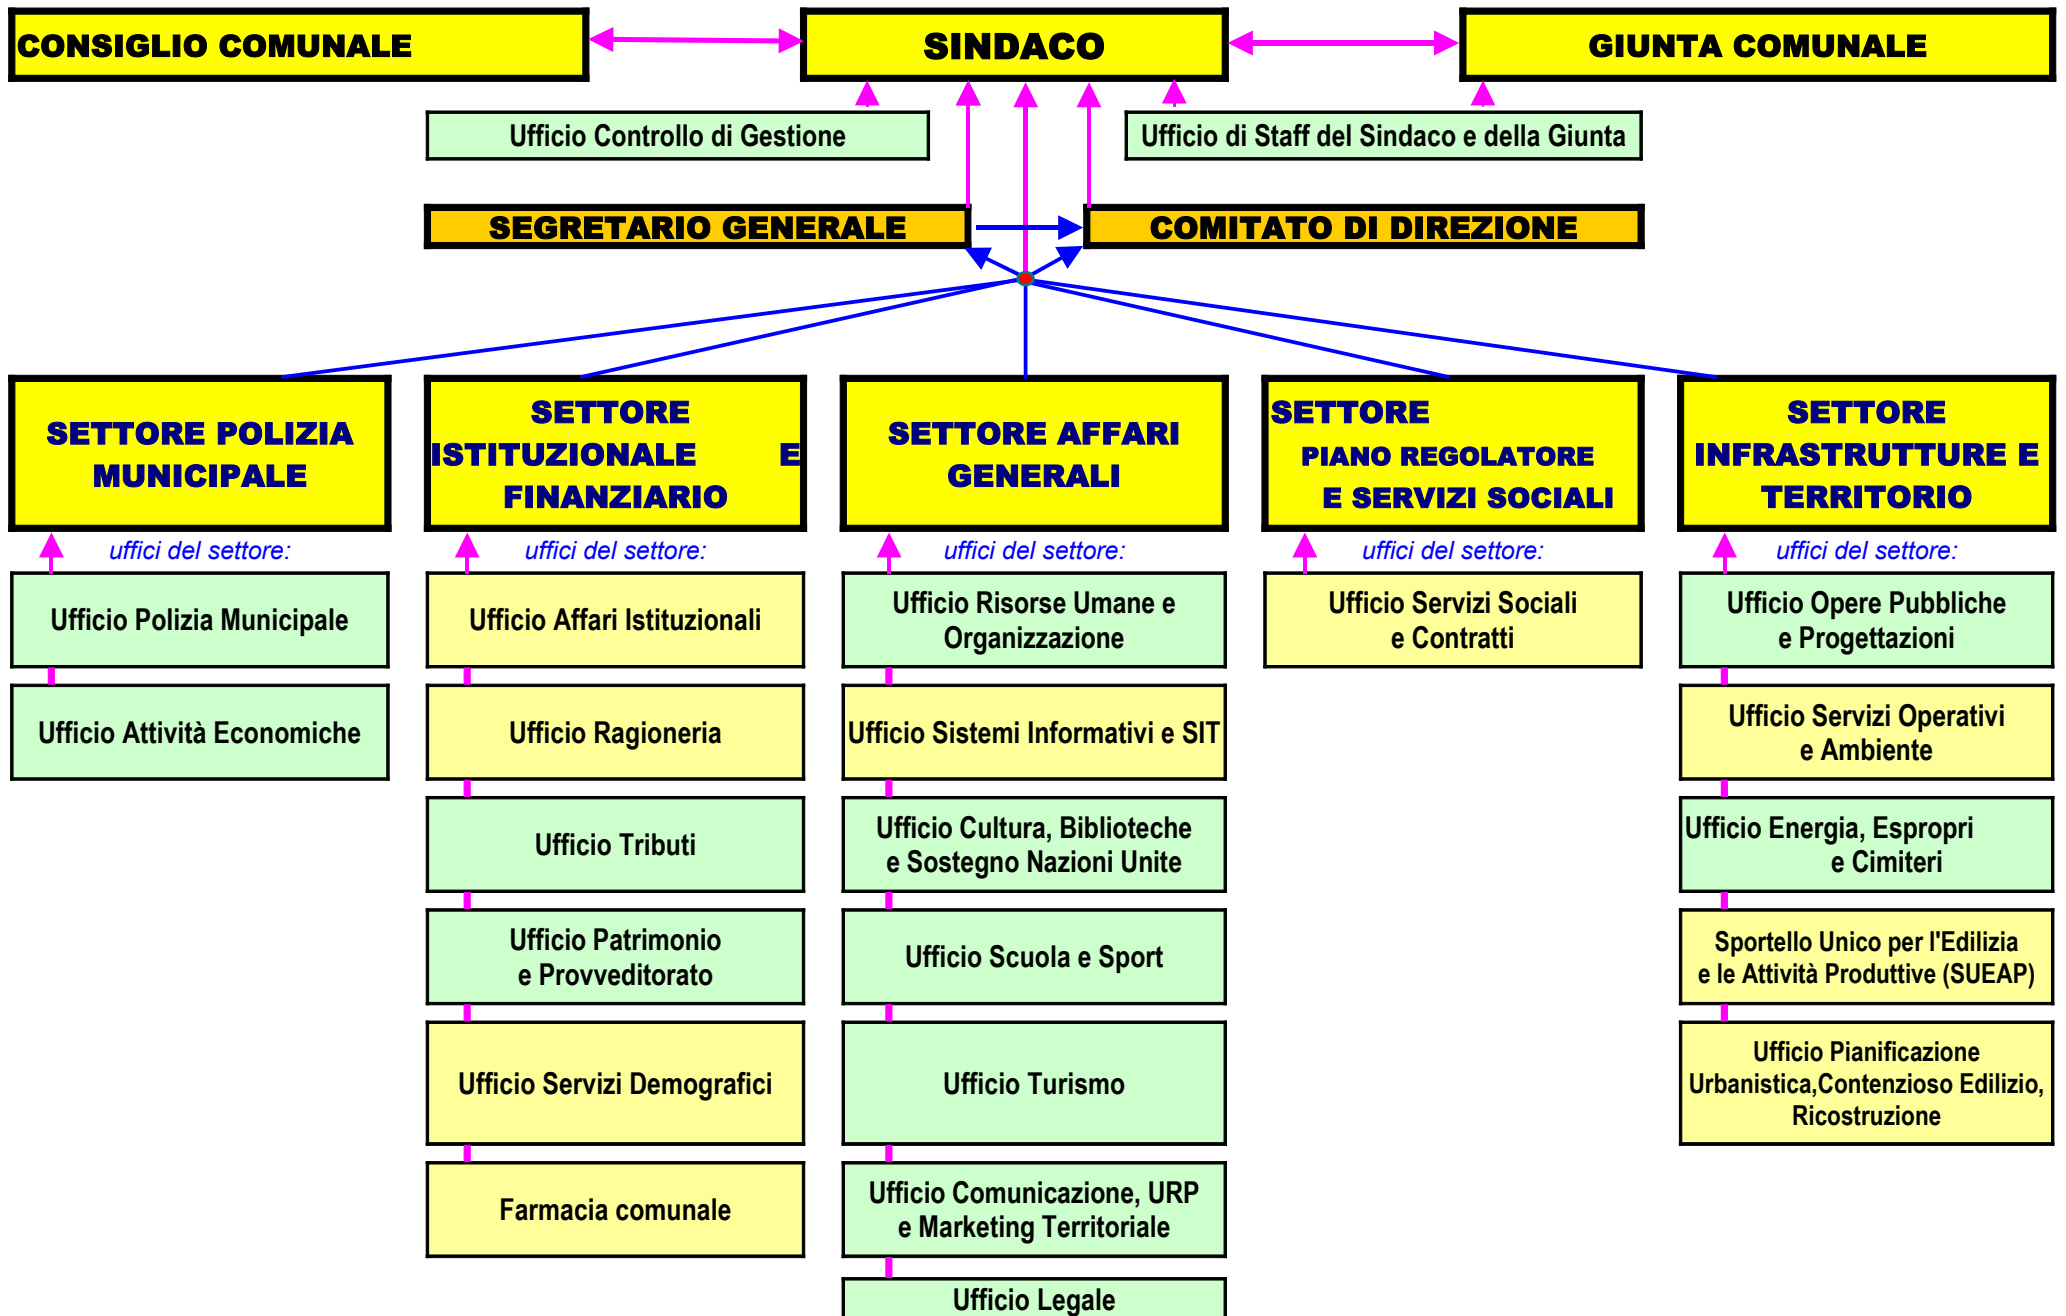 CONSIGLIO COMUNALE
SINDACO
GIUNTA COMUNALE
Ufficio Controllo di Gestione
Ufficio di Staff del Sindaco e della Giunta
SEGRETARIO GENERALE
COMITATO DI DIREZIONE
SETTORE POLIZIA
MUNICIPALE
uffici del settore:
Ufficio Polizia Municipale
Ufficio Attività Economiche
SETTORE
ISTITUZIONALE E
FINANZIARIO
uffici del settore:
Ufficio Affari Istituzionali
Ufficio Ragioneria
Ufficio Tributi
Ufficio Patrimonio
e Provveditorato
Ufficio Servizi Demografici
Farmacia comunale
SETTORE AFFARI
GENERALI
uffici del settore:
Ufficio Risorse Umane e
Organizzazione
Ufficio Sistemi Informativi e SIT
Ufficio Cultura, Biblioteche
e Sostegno Nazioni Unite
Ufficio Scuola e Sport
Ufficio Turismo
Ufficio Comunicazione, URP
e Marketing Territoriale
Ufficio Legale
SETTORE
PIANO REGOLATORE
E SERVIZI SOCIALI
uffici del settore:
Ufficio Servizi Sociali
e Contratti
SETTORE
INFRASTRUTTURE E
TERRITORIO
uffici del settore:
Ufficio Opere Pubbliche
e Progettazioni
Ufficio Servizi Operativi
e Ambiente
Ufficio Energia, Espropri
e Cimiteri
Sportello Unico per l'Edilizia
e le Attività Produttive (SUEAP)
Ufficio Pianificazione
Urbanistica,Contenzioso Edilizio,
Ricostruzione